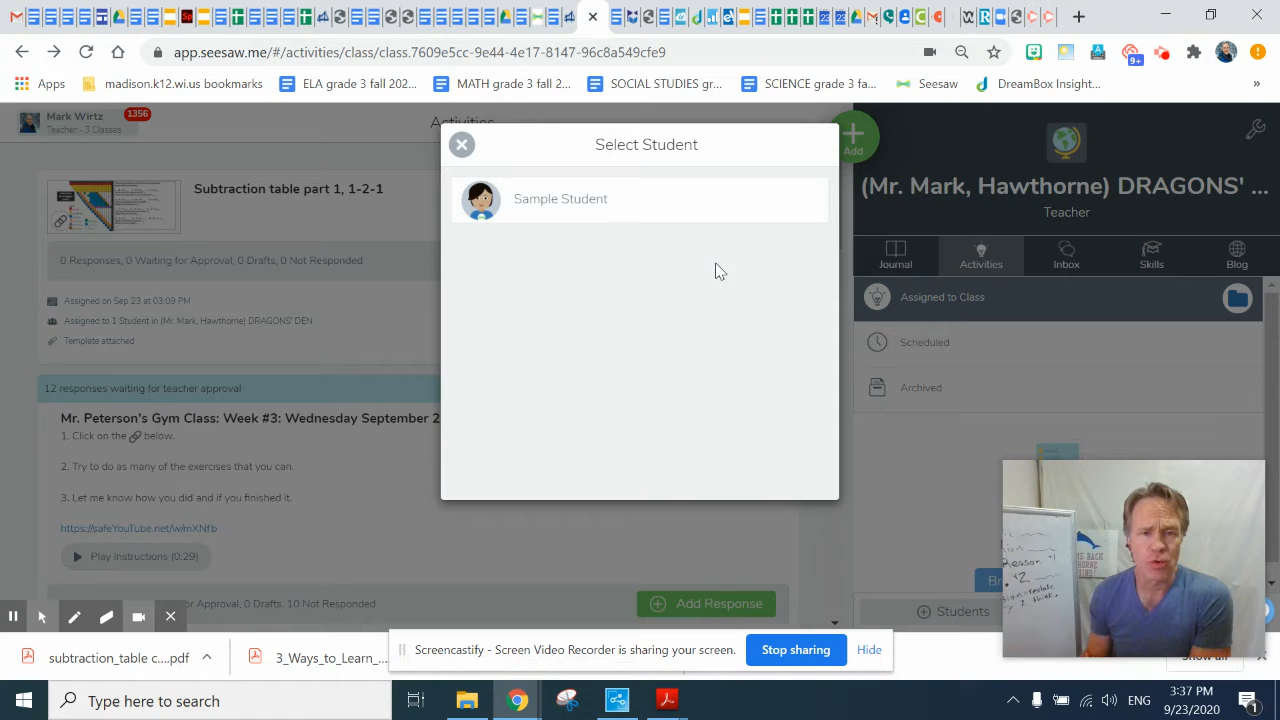 app.seesaw.me/#/activities/class/class.7609e5cc-9e44-4e17-8147-96c8a549cfe9
9+
Apps
madison.k12.wi.us bookmarks
ELA grade 3 fall 202...
MATH grade 3 fall 2...
SOCIAL STUDIES gr...
SCIENCE grade 3 fa...
Seesaw
DreamBox Insight...
»
Mark Wirtz
Teacher - 3 Classes
1356
Activities
Add
Subtraction table part 1, 1-2-1
0 Responses, 0 Waiting for Approval, 0 Drafts, 0 Not Responded
Assigned on Sep 23 at 03:09 PM
Assigned to 1 Student in (Mr. Mark, Hawthorne) DRAGONS' DEN
Template attached
12 responses waiting for teacher approval
Mr. Peterson's Gym Class: Week #3: Wednesday September 2
1. Click on the below.
2. Try to do as many of the exercises that you can.
3. Let me know how you did and if you finished it.
https://safeYouTube.net/w/mXNfb
Play Instructions (0:29)
r Approval, 0 Drafts, 10 Not Responded
Add Response
Select Student
Sample Student
(Mr. Mark, Hawthorne) DRAGONS' ...
Teacher
Journal
Activities
Inbox
Skills
Blog
Assigned to Class
Scheduled
Archived
Br
Students
subtraction_table c....pdf
3_Ways_to_Learn_...
Screencastify - Screen Video Recorder is sharing your screen.
Stop sharing
Hide
Show all
Type here to search
ENG
3:37 PM
9/23/2020
1